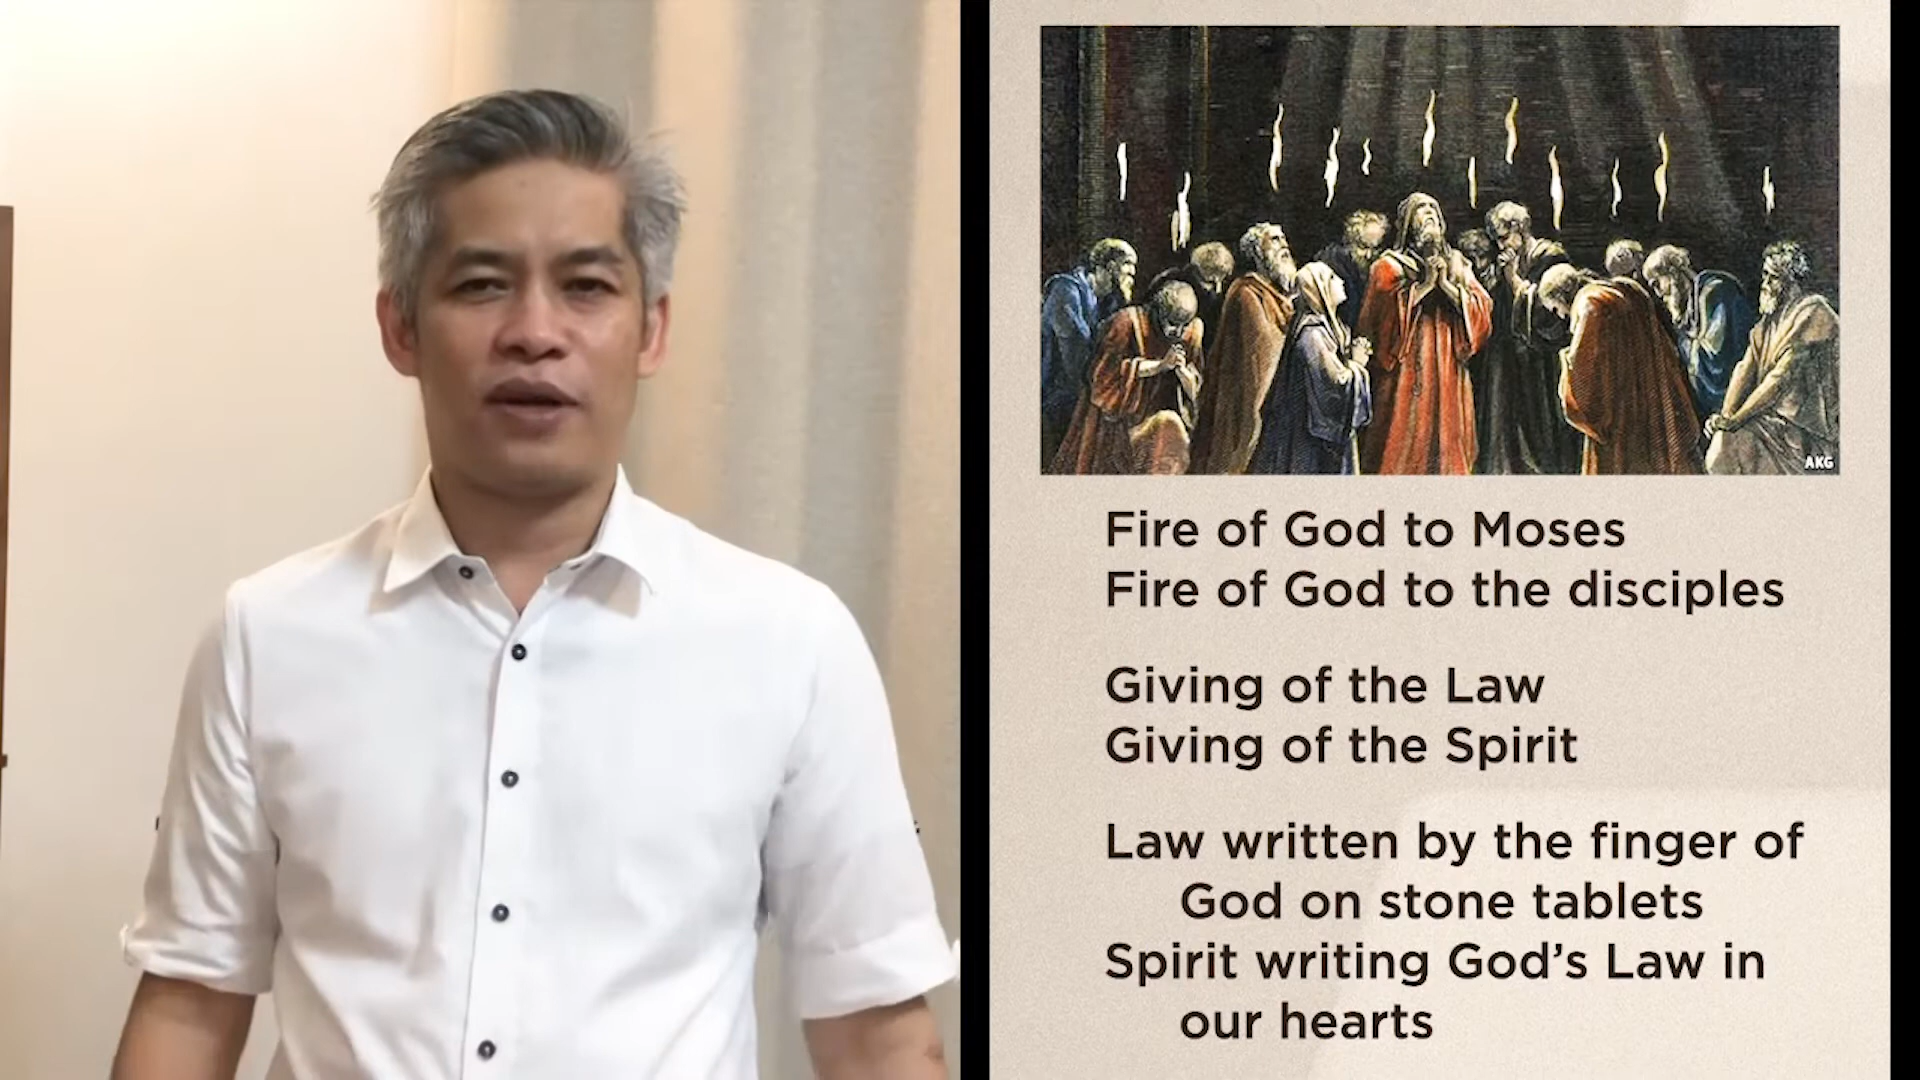 AKG
Fire of God to Moses
Fire of God to the disciples
Giving of the Law
Giving of the Spirit
Law written by the finger of
God on stone tablets
Spirit writing God's Law in
our hearts